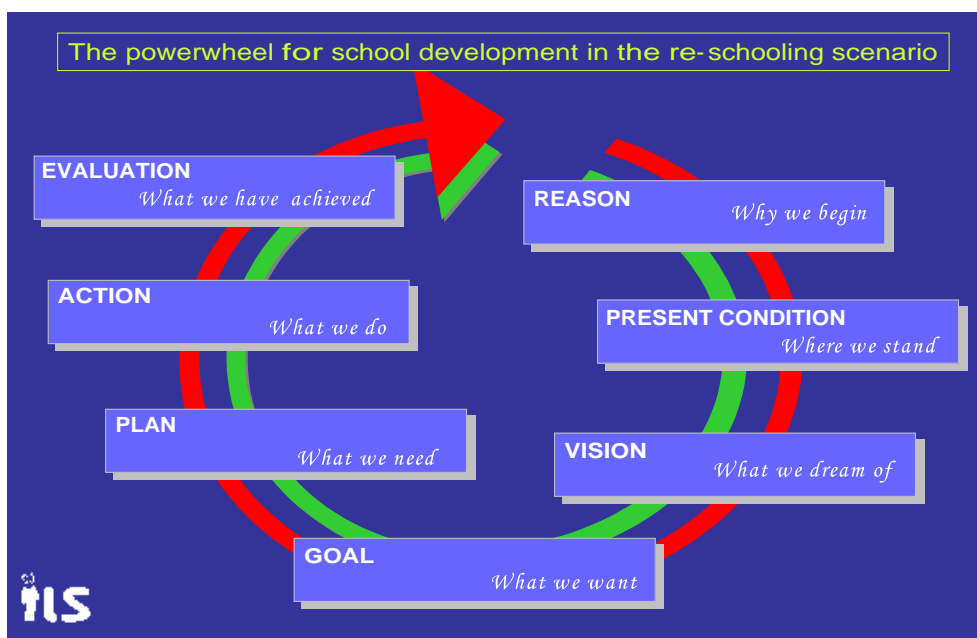 The powerwheel for school development in the re-schooling scenario
REASON
Why we begin
PRESENT CONDITION
Where we stand
VISION
What we dream of
GOAL
What we want
PLAN
What we need
ACTION
What we do
EVALUATION
What we have achieved
ILS